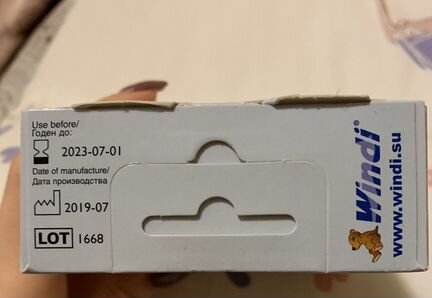 Use before/
Годен до:
2023-07-01
Date of manufacture/
Дата производства
2019-07
LOT 1668
Windi®
www.windi.su